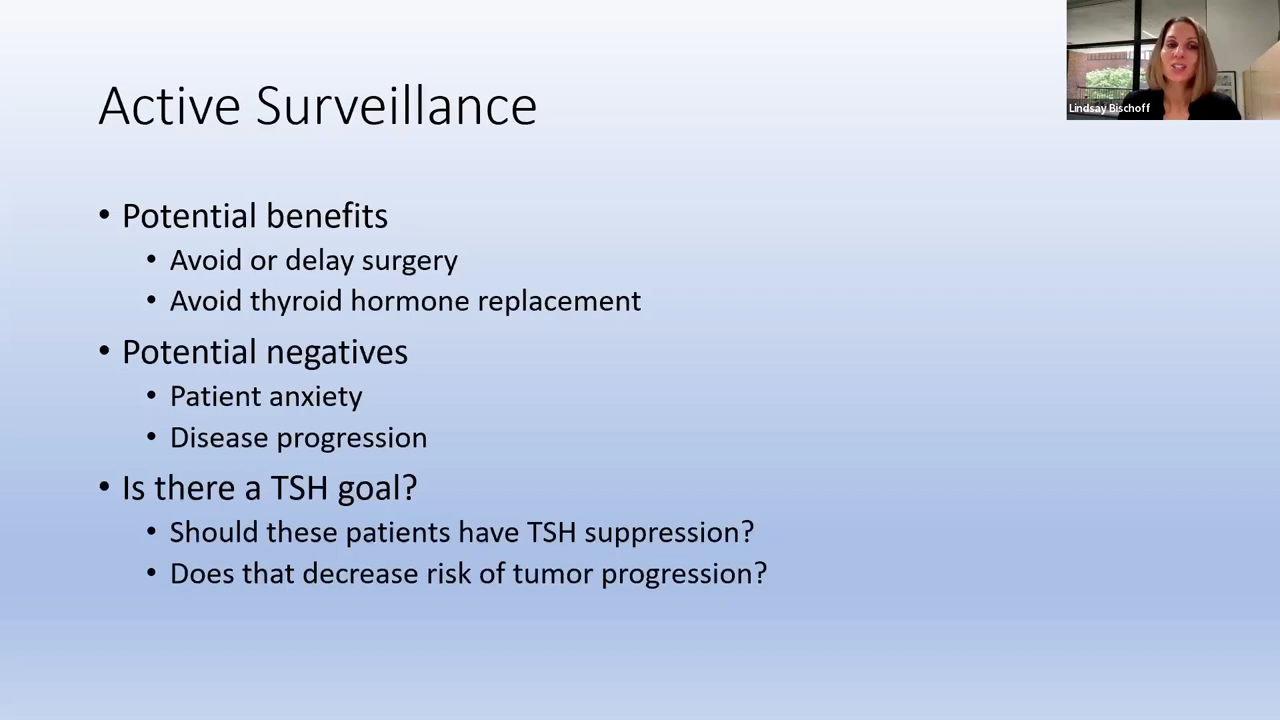 Lindsay Bischoff
Active Surveillance
• Potential benefits
• Avoid or delay surgery
• Avoid thyroid hormone replacement
• Potential negatives
• Patient anxiety
• Disease progression
• Is there a TSH goal?
• Should these patients have TSH suppression?
• Does that decrease risk of tumor progression?